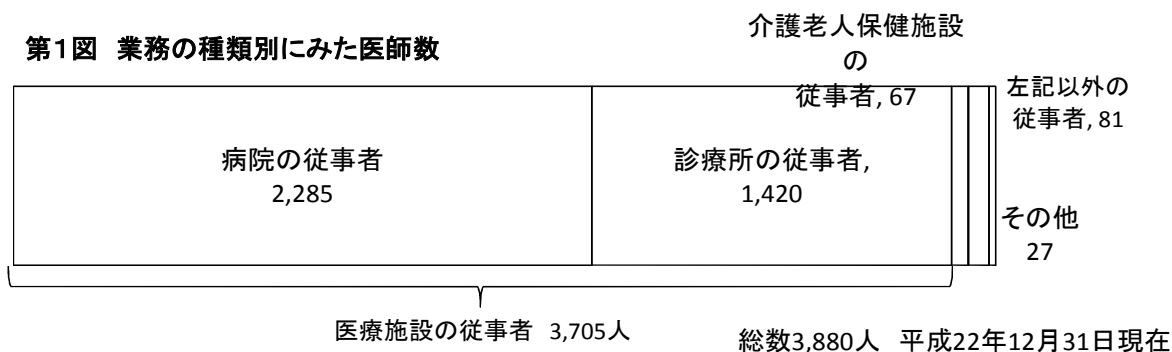 第1図 業務の種類別にみた医師数
介護老人保健施設
の
従事者, 67
左記以外の
従事者, 81
病院の従事者
2,285
診療所の従事者,
1,420
その他
27
医療施設の従事者 3,705人
総数3,880人 平成22年12月31日現在